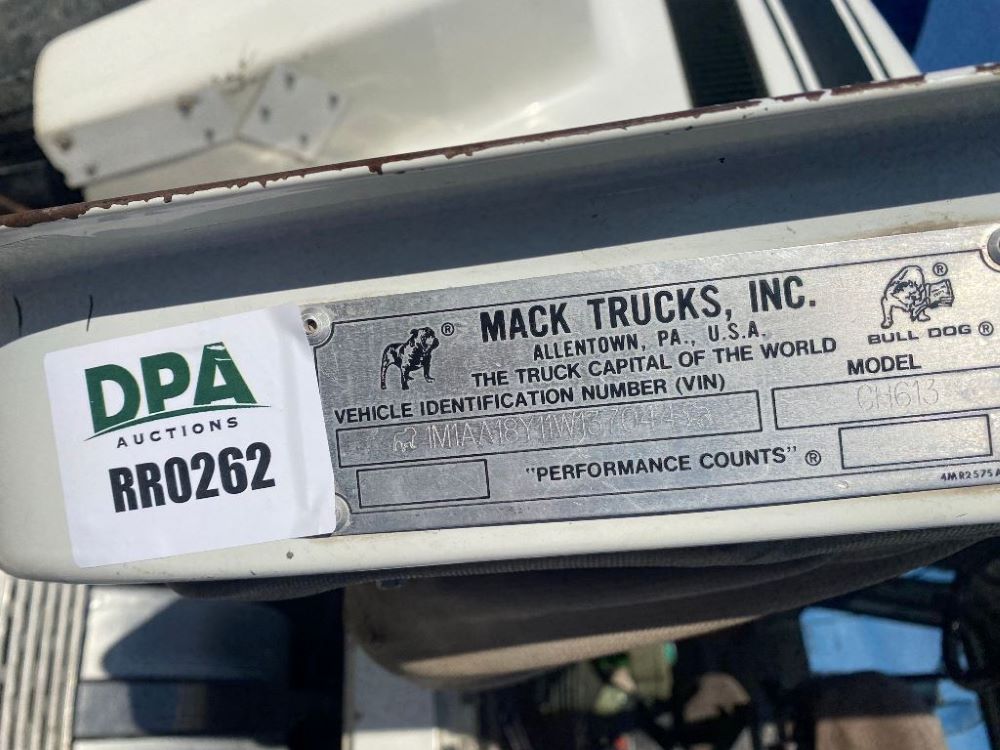 MACK TRUCKS, INC.
ALLENTOWN, PA., U.S.A.
THE TRUCK CAPITAL OF THE WORLD
BULL DOG ®
VEHICLE IDENTIFICATION NUMBER (VIN)
MODEL
1M1AA18Y11W137044
CH613
"PERFORMANCE COUNTS" ®
4MR2575A
DPA
AUCTIONS
RR0262